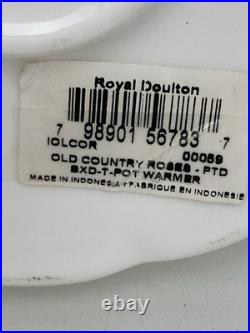 Royal Doulton
7 98901 56783 7
IOLCOR 00089
OLD COUNTRY ROSES - PTD
BXD-T-POT WARMER
MADE IN INDONESIA / FABRIQUE EN INDONESIE